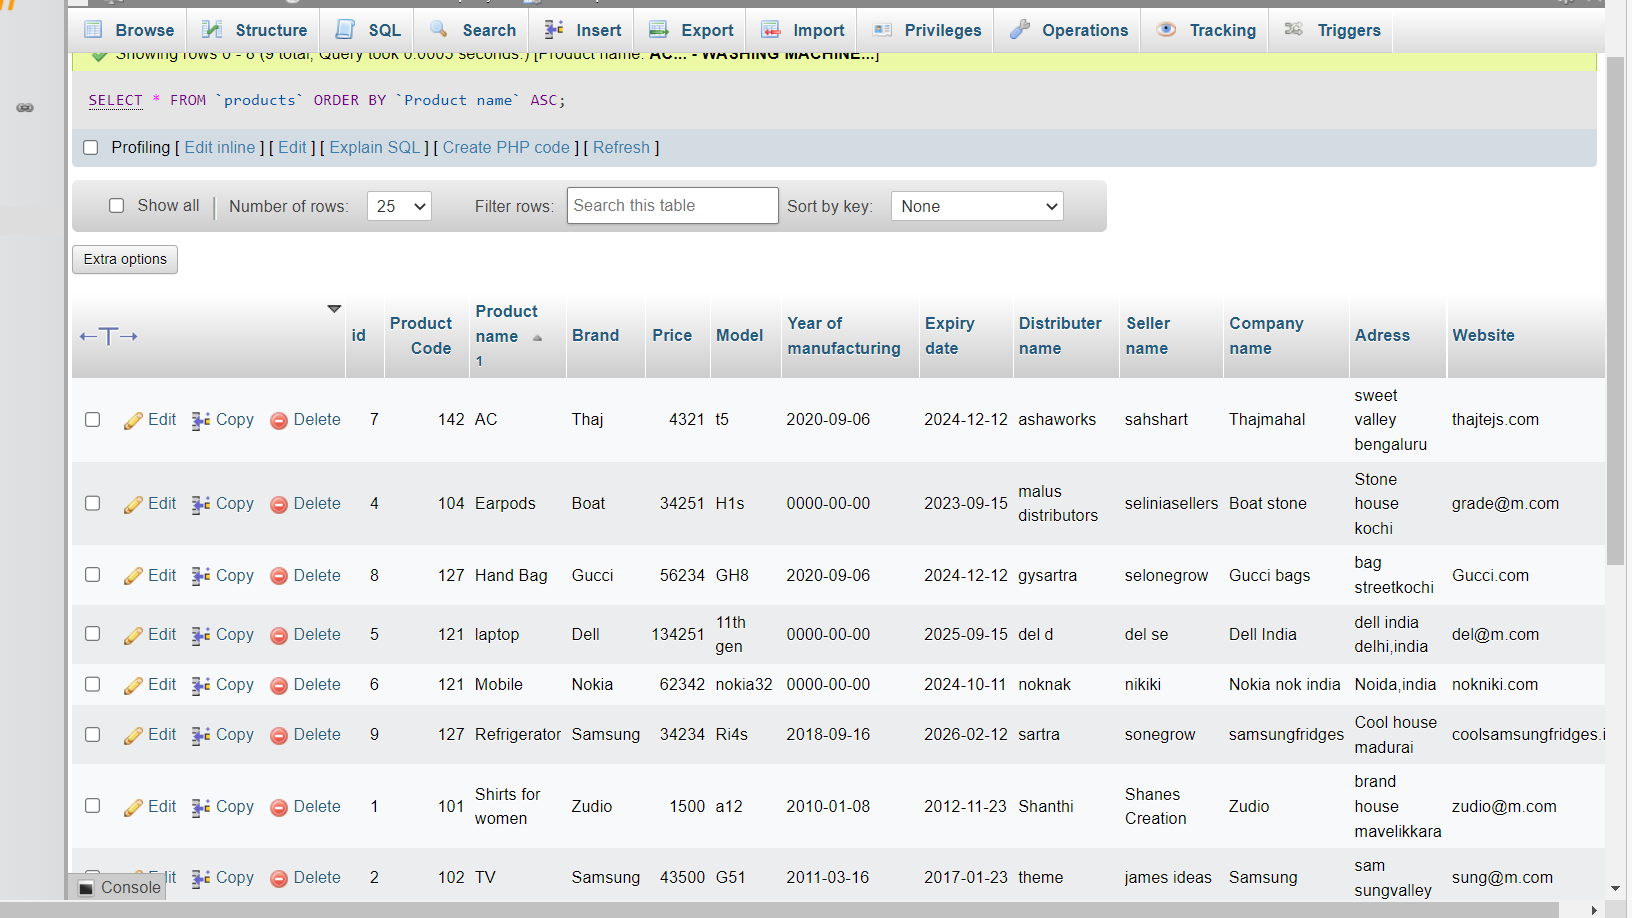 Browse Structure SQL Search Insert Export Import Privileges Operations Tracking Triggers
Showing rows 0 - 8 (9 total, Query took 0.0005 seconds.) [Product name: AC... - WASHING MACHINE...]
SELECT * FROM `products` ORDER BY `Product name` ASC;
Profiling [ Edit inline ] [ Edit ] [ Explain SQL ] [ Create PHP code ] [ Refresh ]
Show all Number of rows: 25 Filter rows: Search this table Sort by key: None
Extra options
←T→ id Product Code Product name 1 Brand Price Model Year of manufacturing Expiry date Distributer name Seller name Company name Adress Website
Edit Copy Delete 7 142 AC Thaj 4321 t5 2020-09-06 2024-12-12 ashaworks sahshart Thajmahal sweet valley bengaluru thajtejs.com
Edit Copy Delete 4 104 Earpods Boat 34251 H1s 0000-00-00 2023-09-15 malus distributors seliniasellers Boat stone Stone house kochi grade@m.com
Edit Copy Delete 8 127 Hand Bag Gucci 56234 GH8 2020-09-06 2024-12-12 gysartra selonegrow Gucci bags bag streetkochi Gucci.com
Edit Copy Delete 5 121 laptop Dell 134251 11th gen 0000-00-00 2025-09-15 del d del se Dell India dell india delhi,india del@m.com
Edit Copy Delete 6 121 Mobile Nokia 62342 nokia32 0000-00-00 2024-10-11 noknak nikiki Nokia nok india Noida,india nokniki.com
Edit Copy Delete 9 127 Refrigerator Samsung 34234 Ri4s 2018-09-16 2026-02-12 sartra sonegrow samsungfridges Cool house madurai coolsamsungfridges.i
Edit Copy Delete 1 101 Shirts for women Zudio 1500 a12 2010-01-08 2012-11-23 Shanthi Shanes Creation Zudio brand house mavelikkara zudio@m.com
Edit Copy Delete 2 102 TV Samsung 43500 G51 2011-03-16 2017-01-23 theme james ideas Samsung sam sungvalley sung@m.com
Console